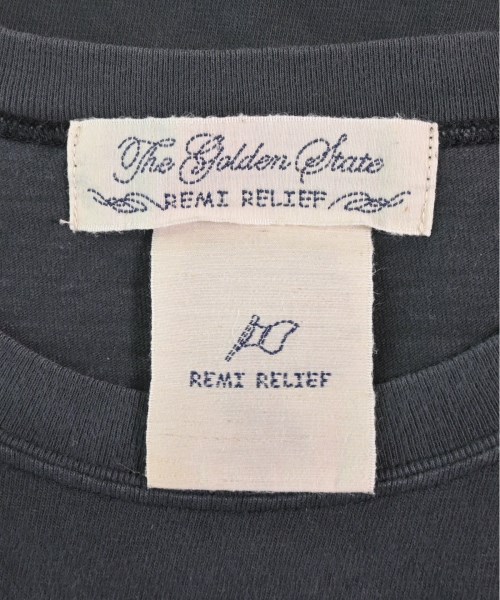 The Golden State
REMI RELIEF
REMI RELIEF